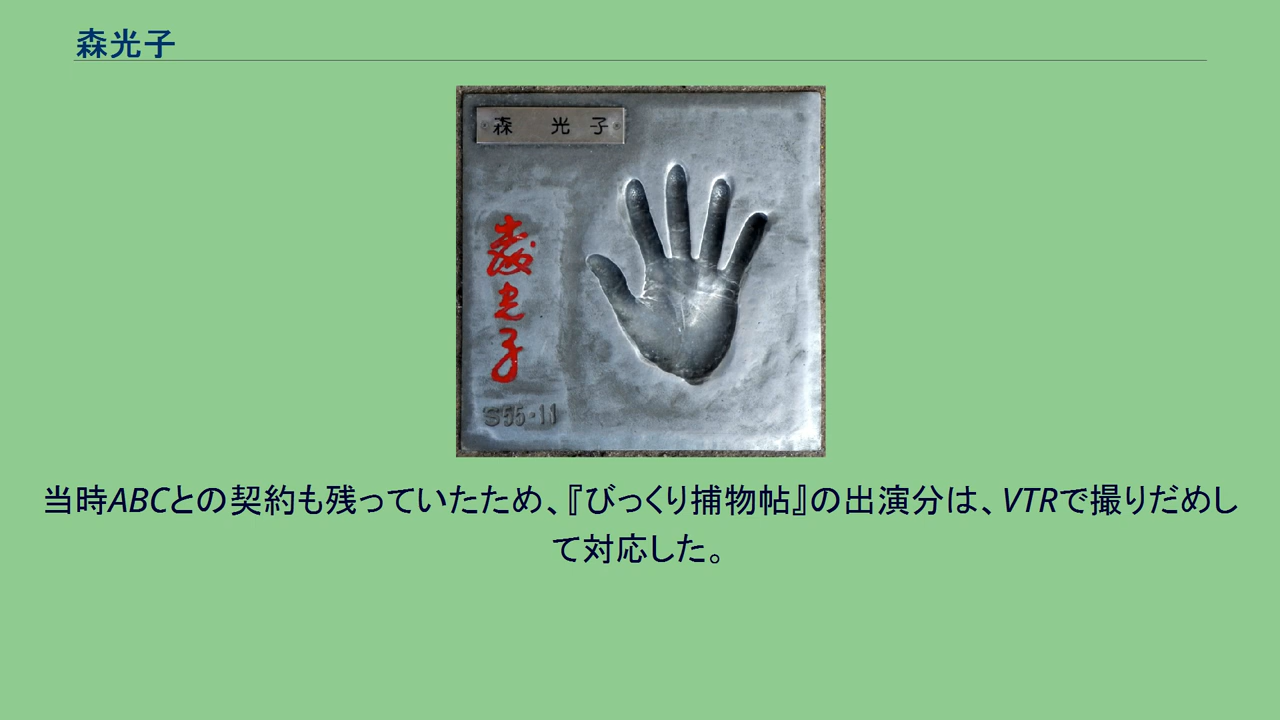 森光子
森 光 子
森光子
S55・11
当時ABCとの契約も残っていたため、『びっくり捕物帖』の出演分は、VTRで撮りだめし
て対応した。